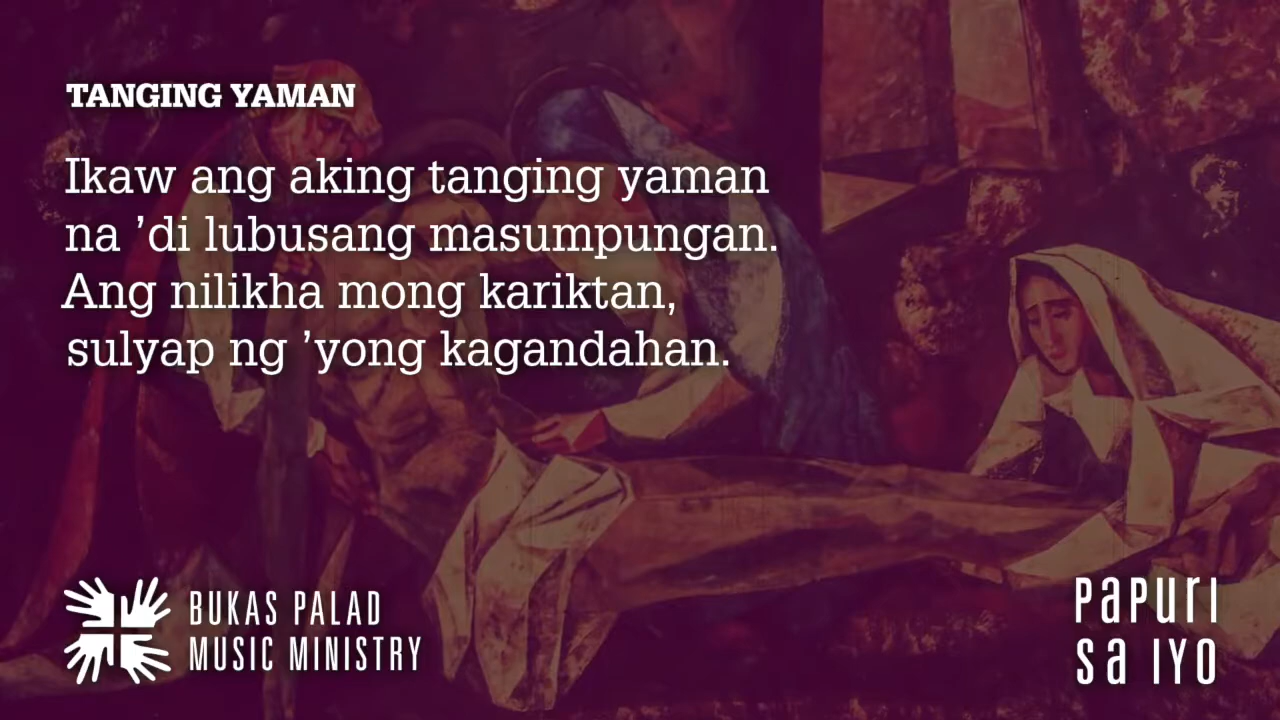 TANGING YAMAN
Ikaw ang aking tanging yaman
na ’di lubusang masumpungan.
Ang nilikha mong kariktan,
sulyap ng ’yong kagandahan.
BUKAS PALAD
MUSIC MINISTRY
PaPURI
sa IYO